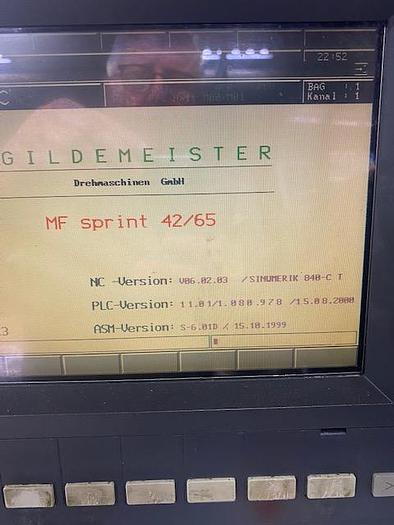 22:52
BAG : 1
Kanal : 1
GILDEMEISTER
Drehmaschinen GmbH
MF sprint 42/65
NC -Version: V06.02.03 /SINUMERIK 840-C T
PLC-Version: 11.01/1.080.978 /15.08.2000
ASM-Version: S-6.01D / 15.10.1999
3
>